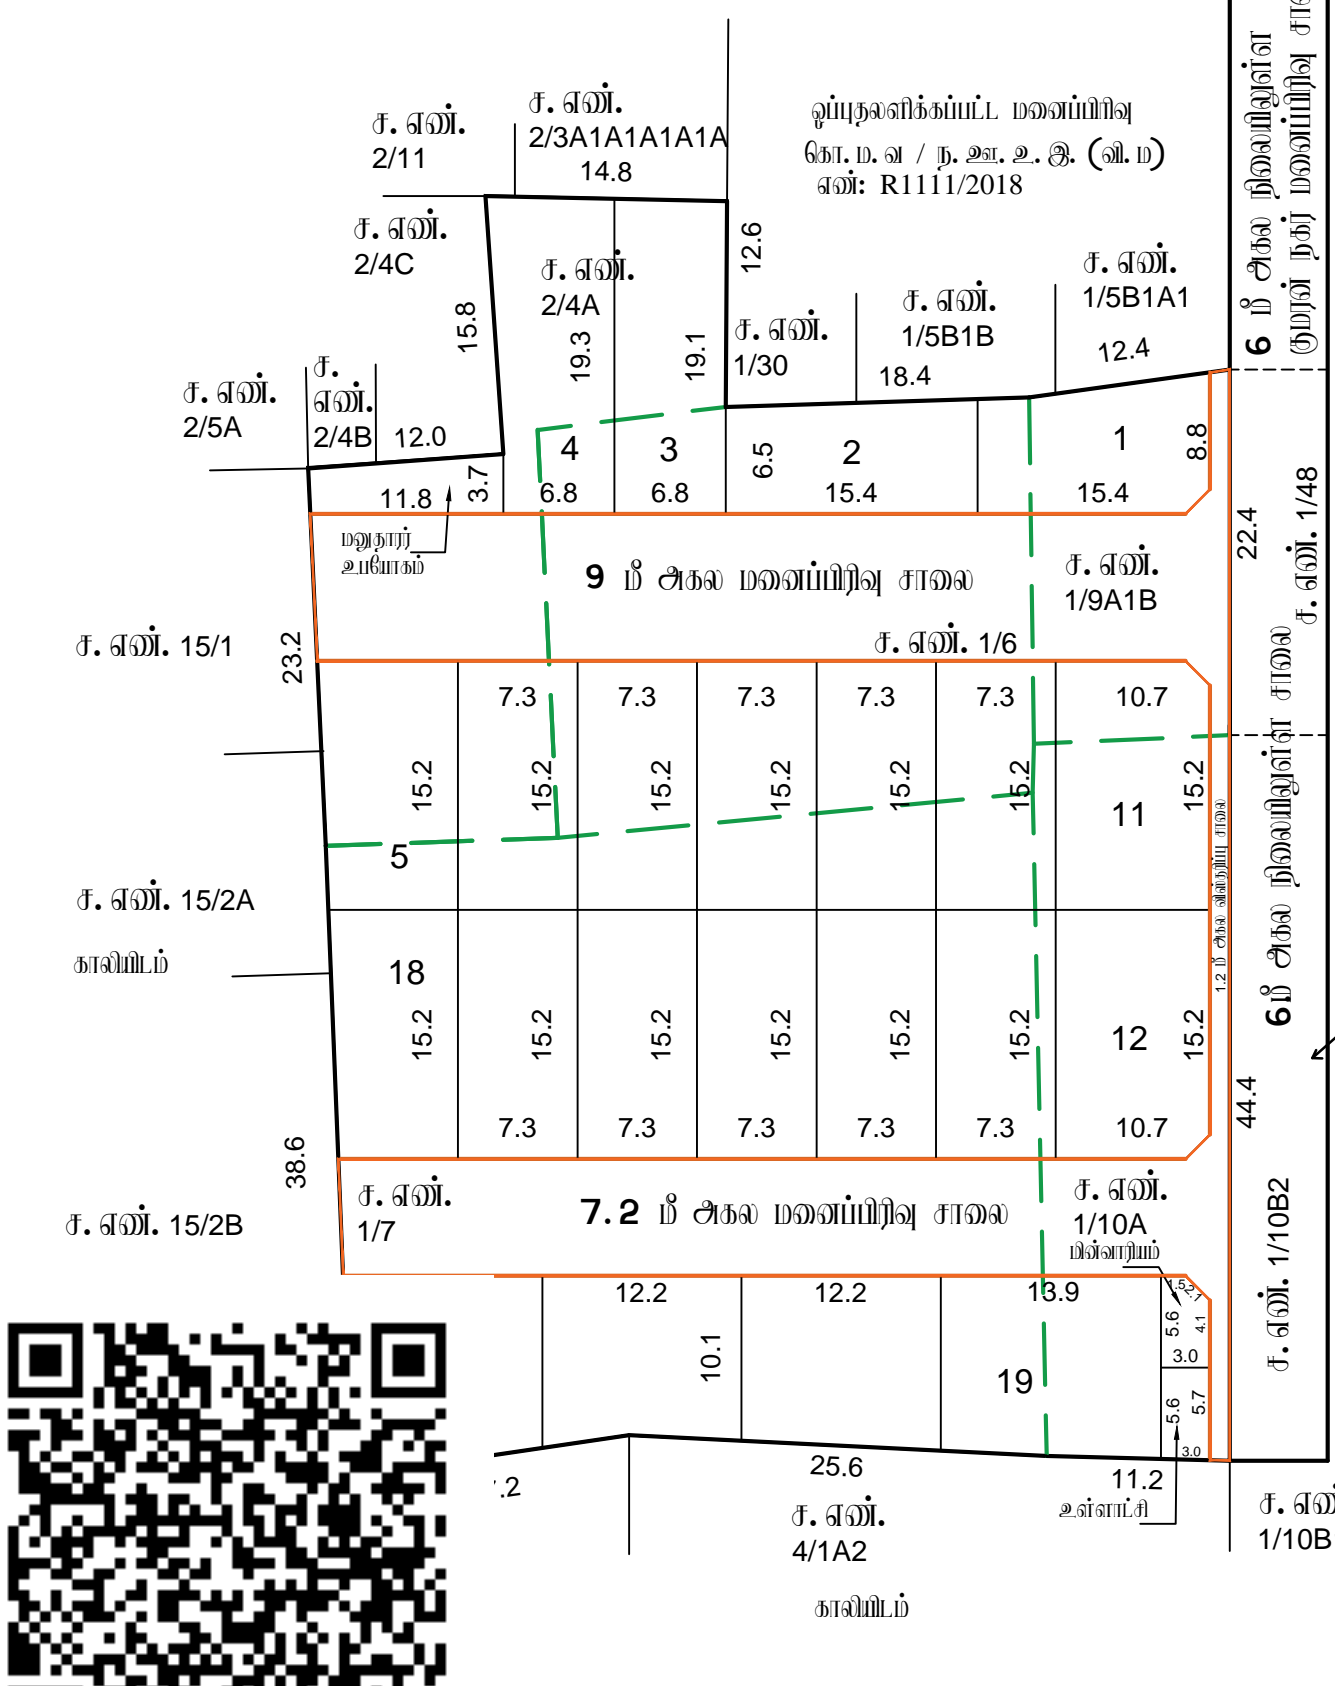 6 மீ அகல நிலையிலுள்ள
(குமரன் நகர் மனைப்பிரிவு
ச. எண்.
2/11
ச. எண்.
2/3A1A1A1A1A
14.8
ஒப்புதலளிக்கப்பட்ட மனைப்பிரிவு
கொ. ம. வ / ந. ஊ. உ. இ. (வி. ம)
எண்: R1111/2018
ச. எண்.
2/4C
15.8
ச. எண்.
2/4A
19.3
19.1
12.6
ச. எண்.
1/30
ச. எண்.
1/5B1B
18.4
ச. எண்.
1/5B1A1
12.4
ச. எண்.
2/5A
ச.
எண்.
2/4B
12.0
11.8
3.7
4
6.8
3
6.8
6.5
2
15.4
1
15.4
8.8
மனுதாரர்
உபயோகம்
9 மீ அகல மனைப்பிரிவு சாலை
ச. எண்.
1/9A1B
22.4
ச. எண். 1/48
ச. எண். 15/1
23.2
ச. எண். 1/6
7.3
7.3
7.3
7.3
7.3
10.7
15.2
15.2
15.2
15.2
15.2
15.2
15.2
5
11
1.2 மீ அகல விஸ்தரிப்பு சாலை
6மீ அகல நிலையிலுள்ள சாலை
ச. எண். 15/2A
காலியிடம்
18
15.2
15.2
15.2
15.2
15.2
15.2
12
15.2
7.3
7.3
7.3
7.3
7.3
10.7
44.4
38.6
ச. எண். 15/2B
ச. எண்.
1/7
7.2 மீ அகல மனைப்பிரிவு சாலை
ச. எண்.
1/10A
மின்வாரியம்
ச. எண். 1/10B2
12.2
12.2
13.9
1.5
2.1
5.6
4.1
3.0
10.1
19
5.6
5.7
3.0
.2
25.6
11.2
ச. எண்.
4/1A2
உள்ளாட்சி
ச. எண்
1/10B
காலியிடம்